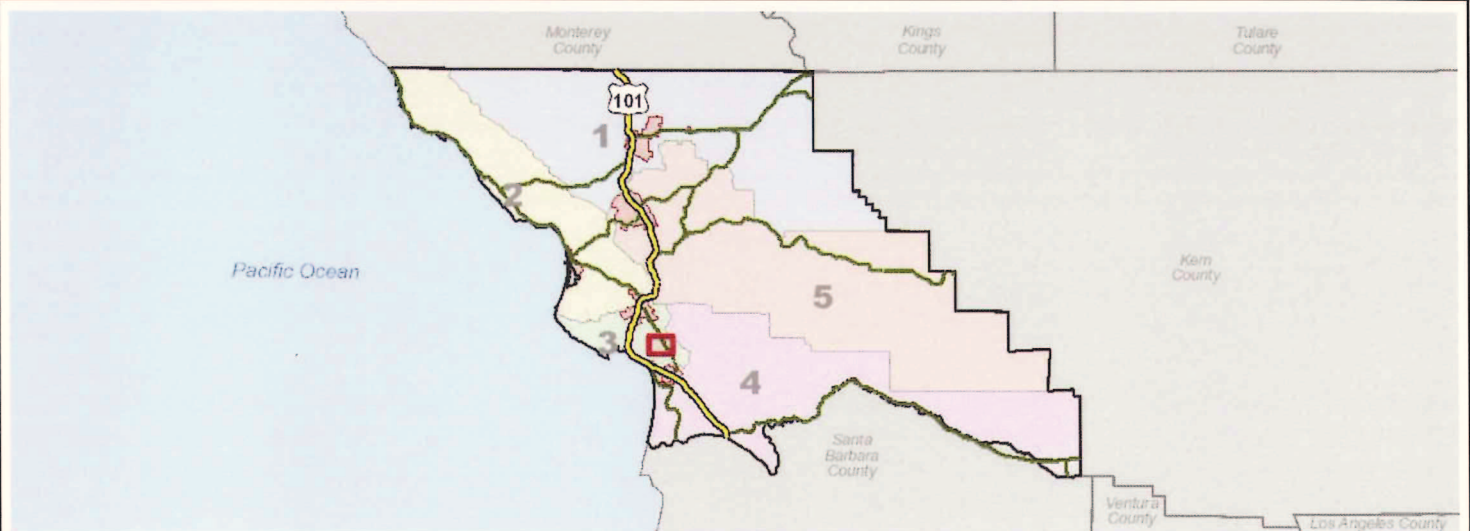 Monterey
County
Kings
County
Tulare
County
101
1
2
Pacific Ocean
Kern
County
5
3
4
Santa
Barbara
County
Ventura
County
Los Angeles County